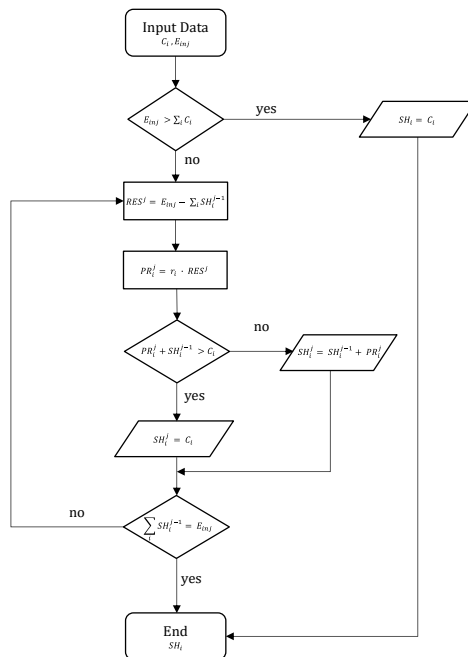 Input Data
C_i, E_inj
E_inj > ∑_i C_i
yes
SH_i = C_i
no
RES^j = E_inj − ∑_i SH_i^{j−1}
PR_i^j = r_i · RES^j
PR_i^j + SH_i^{j−1} > C_i
no
SH_i^j = SH_i^{j−1} + PR_i^j
yes
SH_i^j = C_i
no
∑_i SH_i^{j−1} = E_inj
yes
End
SH_i